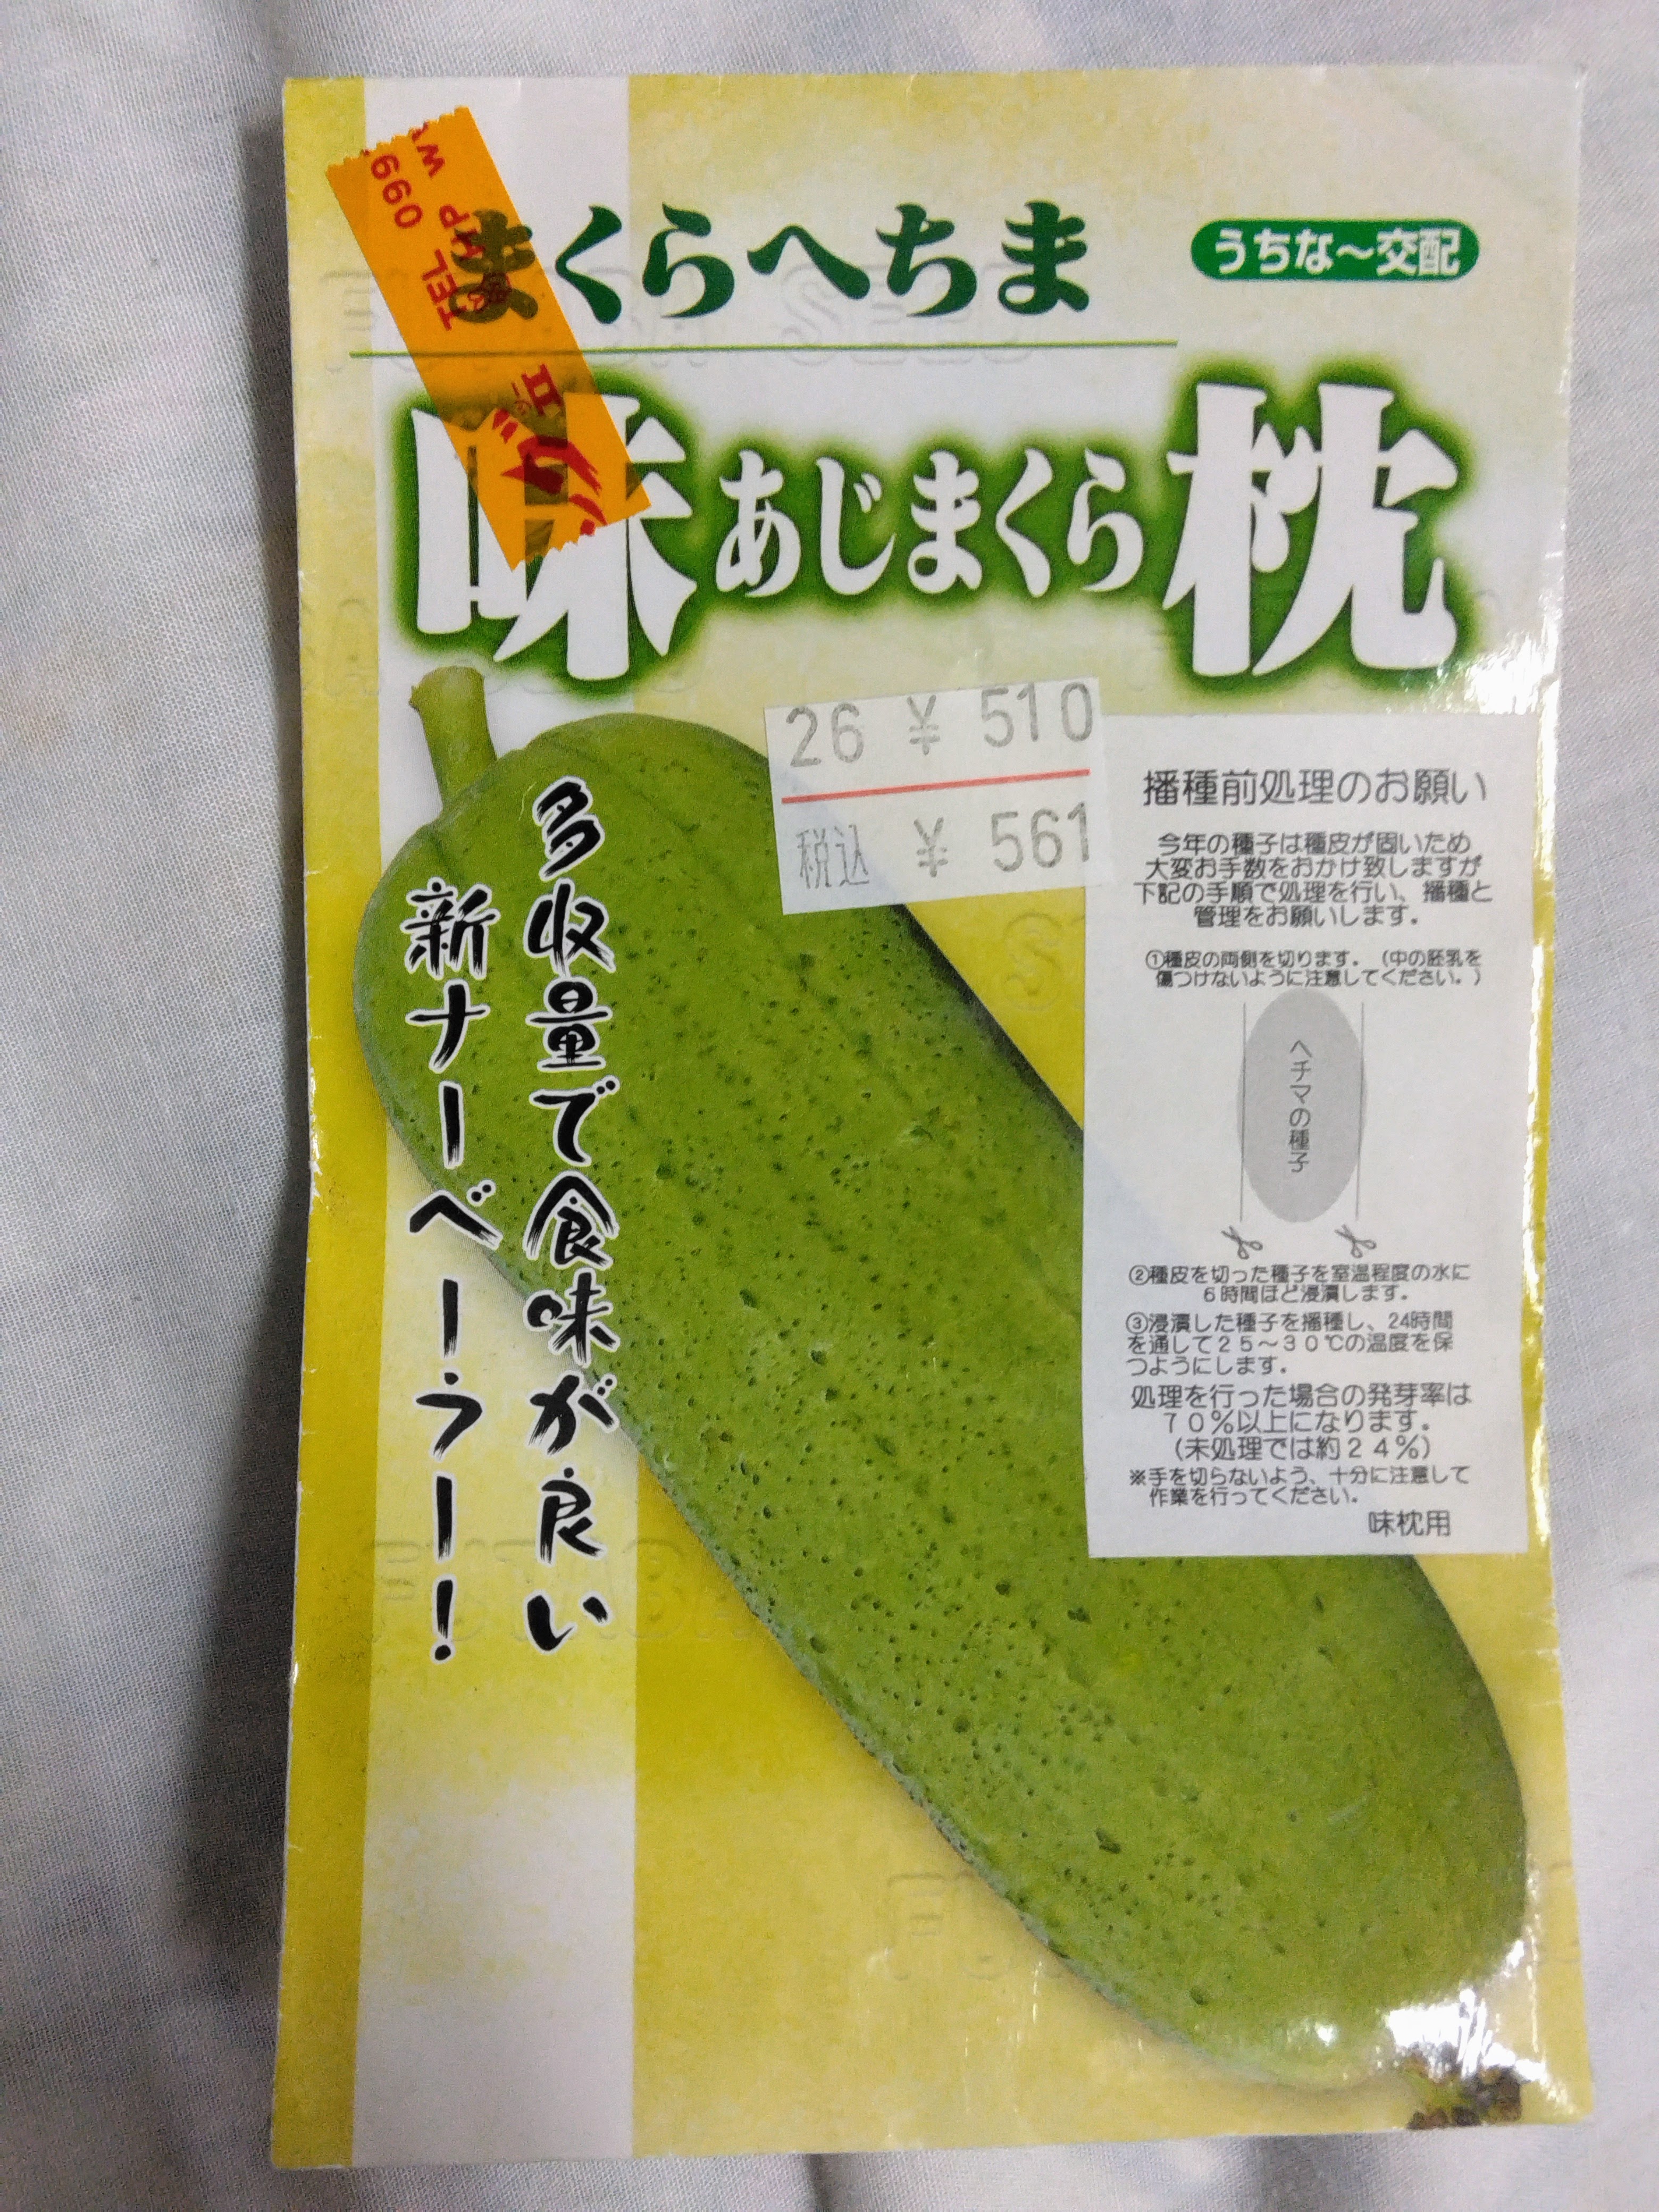 まくらへちま
うちな〜交配
味 あじまくら 枕
26 ¥ 510
税込 ¥ 561
多収量で食味が良い
新ナーベーラー!
播種前処理のお願い
今年の種子は種皮が固いため
大変お手数をおかけ致しますが
下記の手順で処理を行い、播種と
管理をお願いします。
①種皮の両側を切ります。(中の胚乳を
傷つけないように注意してください。)
ヘチマの種子
②種皮を切った種子を室温程度の水に
6時間ほど浸漬します。
③浸漬した種子を播種し、24時間
を通して25〜30℃の温度を保
つようにします。
処理を行った場合の発芽率は
70%以上になります。
(未処理では約24%)
※手を切らないよう、十分に注意して
作業を行ってください。
味枕用
TEL 099